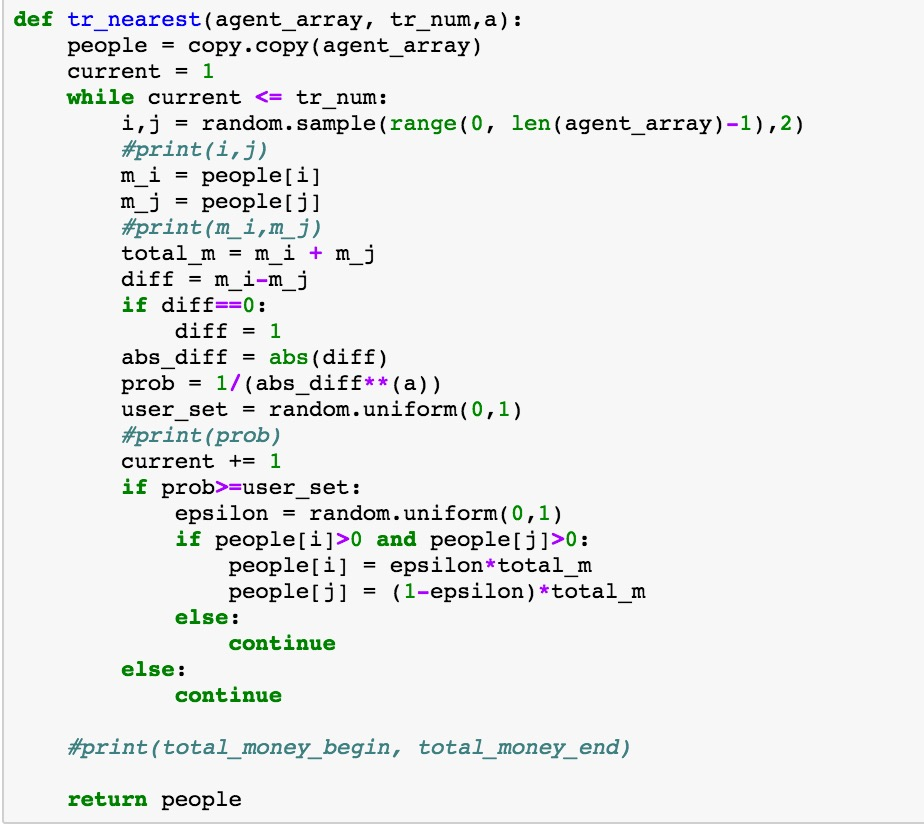 def tr_nearest(agent_array, tr_num,a):
    people = copy.copy(agent_array)
    current = 1
    while current <= tr_num:
        i,j = random.sample(range(0, len(agent_array)-1),2)
        #print(i,j)
        m_i = people[i]
        m_j = people[j]
        #print(m_i,m_j)
        total_m = m_i + m_j
        diff = m_i-m_j
        if diff==0:
            diff = 1
        abs_diff = abs(diff)
        prob = 1/(abs_diff**(a))
        user_set = random.uniform(0,1)
        #print(prob)
        current += 1
        if prob>=user_set:
            epsilon = random.uniform(0,1)
            if people[i]>0 and people[j]>0:
                people[i] = epsilon*total_m
                people[j] = (1-epsilon)*total_m
            else:
                continue
        else:
            continue
    #print(total_money_begin, total_money_end)
    return people